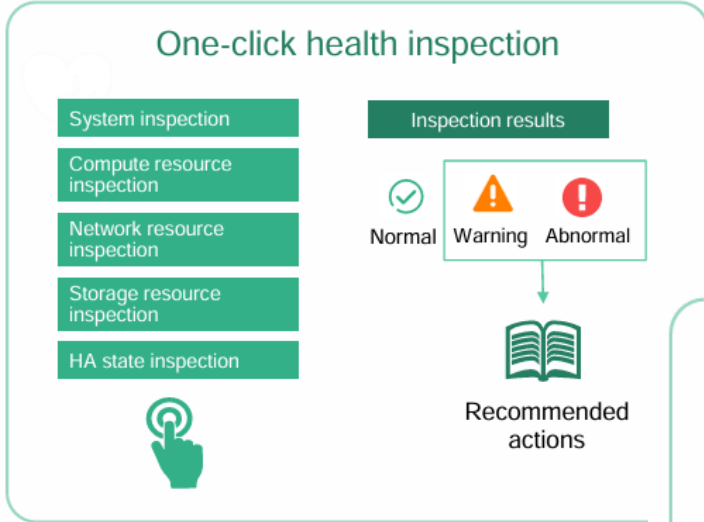 One-click health inspection
System inspection
Compute resource
inspection
Network resource
inspection
Storage resource
inspection
HA state inspection
Inspection results
Normal
Warning
Abnormal
Recommended
actions